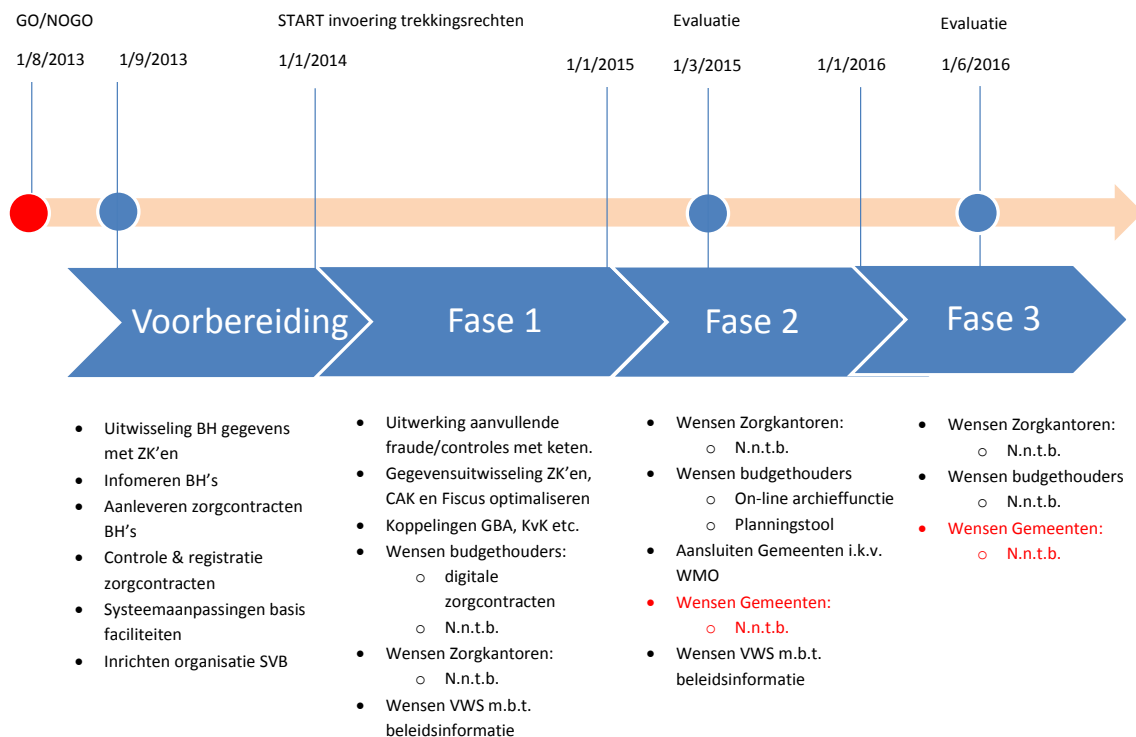 GO/NOGO
START invoering trekkingsrechten
Evaluatie
Evaluatie
1/8/2013
1/9/2013
1/1/2014
1/1/2015
1/3/2015
1/1/2016
1/6/2016
Voorbereiding
Fase 1
Fase 2
Fase 3
• Uitwisseling BH gegevens
met ZK'en
• Infomeren BH's
• Aanleveren zorgcontracten
BH's
• Controle & registratie
zorgcontracten
• Systeemaanpassingen basis
faciliteiten
• Inrichten organisatie SVB
• Uitwerking aanvullende
fraude/controles met keten.
• Gegevensuitwisseling ZK'en,
CAK en Fiscus optimaliseren
• Koppelingen GBA, KvK etc.
• Wensen budgethouders:
o digitale
zorgcontracten
o N.n.t.b.
• Wensen Zorgkantoren:
o N.n.t.b.
• Wensen VWS m.b.t.
beleidsinformatie
• Wensen Zorgkantoren:
o N.n.t.b.
• Wensen budgethouders
o On-line archieffunctie
o Planningstool
• Aansluiten Gemeenten i.k.v.
WMO
• Wensen Gemeenten:
o N.n.t.b.
• Wensen VWS m.b.t.
beleidsinformatie
• Wensen Zorgkantoren:
o N.n.t.b.
• Wensen budgethouders
o N.n.t.b.
• Wensen Gemeenten:
o N.n.t.b.